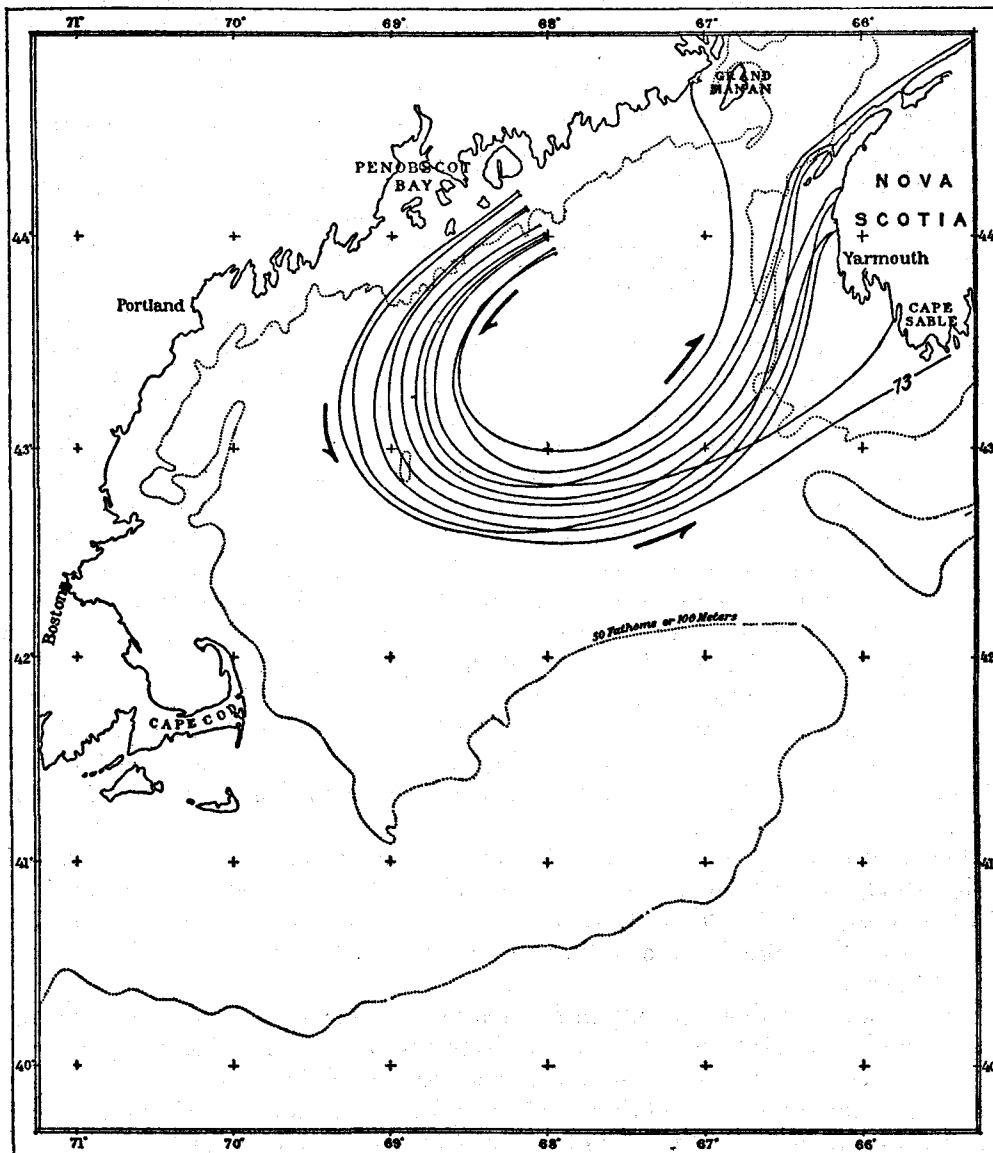 71° 70° 69° 68° 67° 66°
GRAND
MANAN
PENOBSCOT
BAY
NOVA
SCOTIA
44° 44
Yarmouth
Portland
CAPE
SABLE
73
43° 43
Boston
50 Fathoms or 100 Meters
42° 42
CAPE COD
41° 41
40° 40
71° 70° 69° 68° 67° 66°